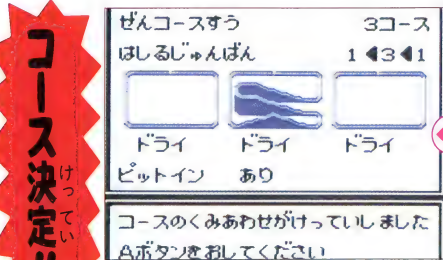 コース決定!!
けってい
ぜんコースすう 3コース
はしるじゅんばん 1◀3◀1
ドライ ドライ ドライ
ピットイン あり
コースのくみあわせがけっていしました
Aボタンをおしてください